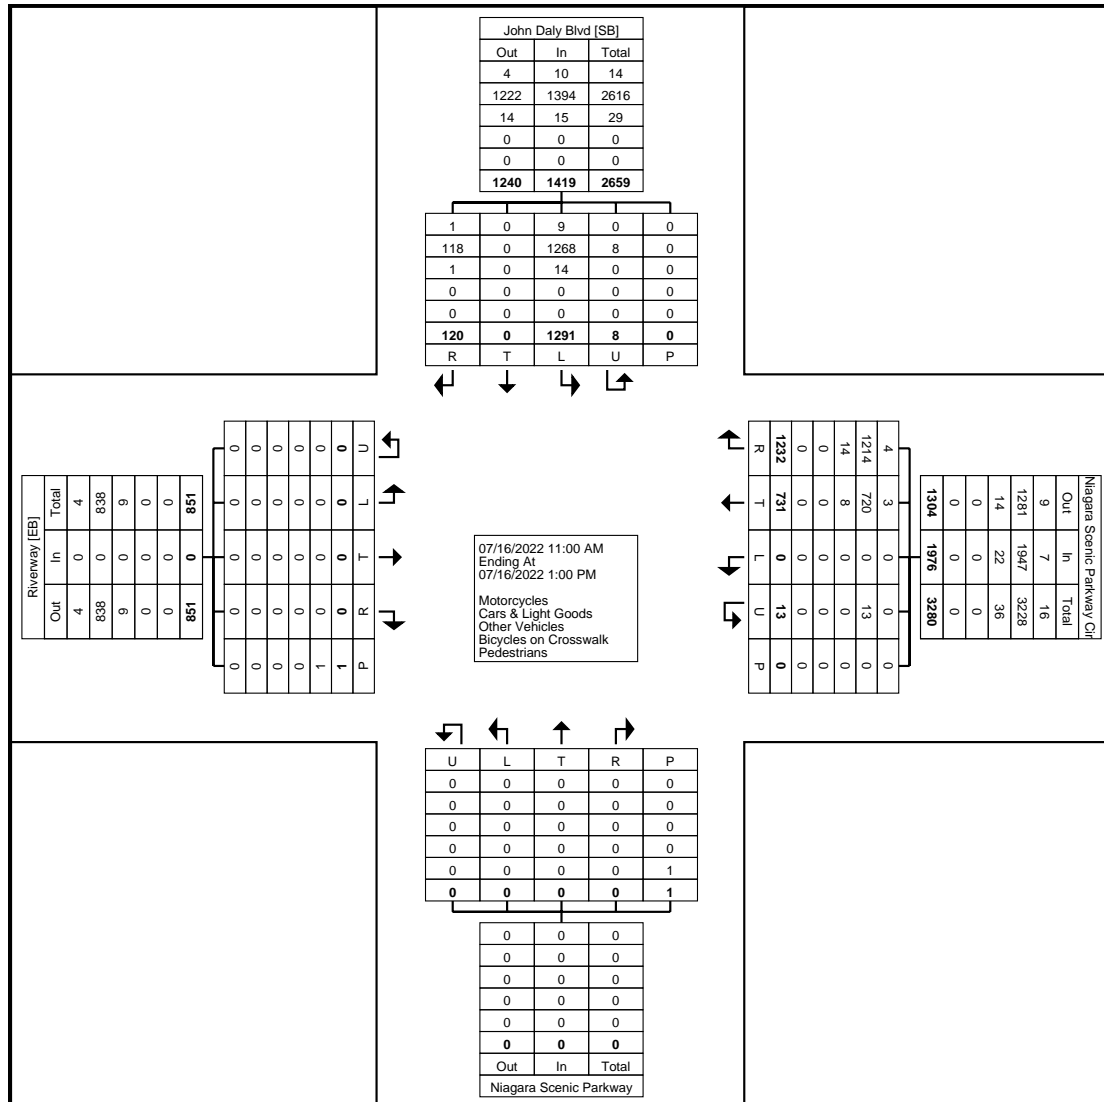 John Daly Blvd [SB]
Out In Total
4 10 14
1222 1394 2616
14 15 29
0 0 0
0 0 0
1240 1419 2659
1 0 9 0 0
118 0 1268 8 0
1 0 14 0 0
0 0 0 0 0
0 0 0 0 0
120 0 1291 8 0
R T L U P
Riverway [EB]
Out In Total
4 0 4
838 0 838
9 0 9
0 0 0
0 0 0
851 0 851
0 0 0 0 0
0 0 0 0 0
0 0 0 0 0
0 0 0 0 0
1 0 0 0 0
1 0 0 0 0
P R T L U
07/16/2022 11:00 AM
Ending At
07/16/2022 1:00 PM
Motorcycles
Cars & Light Goods
Other Vehicles
Bicycles on Crosswalk
Pedestrians
Niagara Scenic Parkway Cir
Out In Total
9 7 16
1281 1947 3228
14 22 36
0 0 0
0 0 0
1304 1976 3280
4 3 0 0 0
1214 720 0 13 0
14 8 0 0 0
0 0 0 0 0
0 0 0 0 0
1232 731 0 13 0
R T L U P
U L T R P
0 0 0 0 0
0 0 0 0 0
0 0 0 0 0
0 0 0 0 0
0 0 0 0 1
0 0 0 0 1
0 0 0
0 0 0
0 0 0
0 0 0
0 0 0
0 0 0
Out In Total
Niagara Scenic Parkway